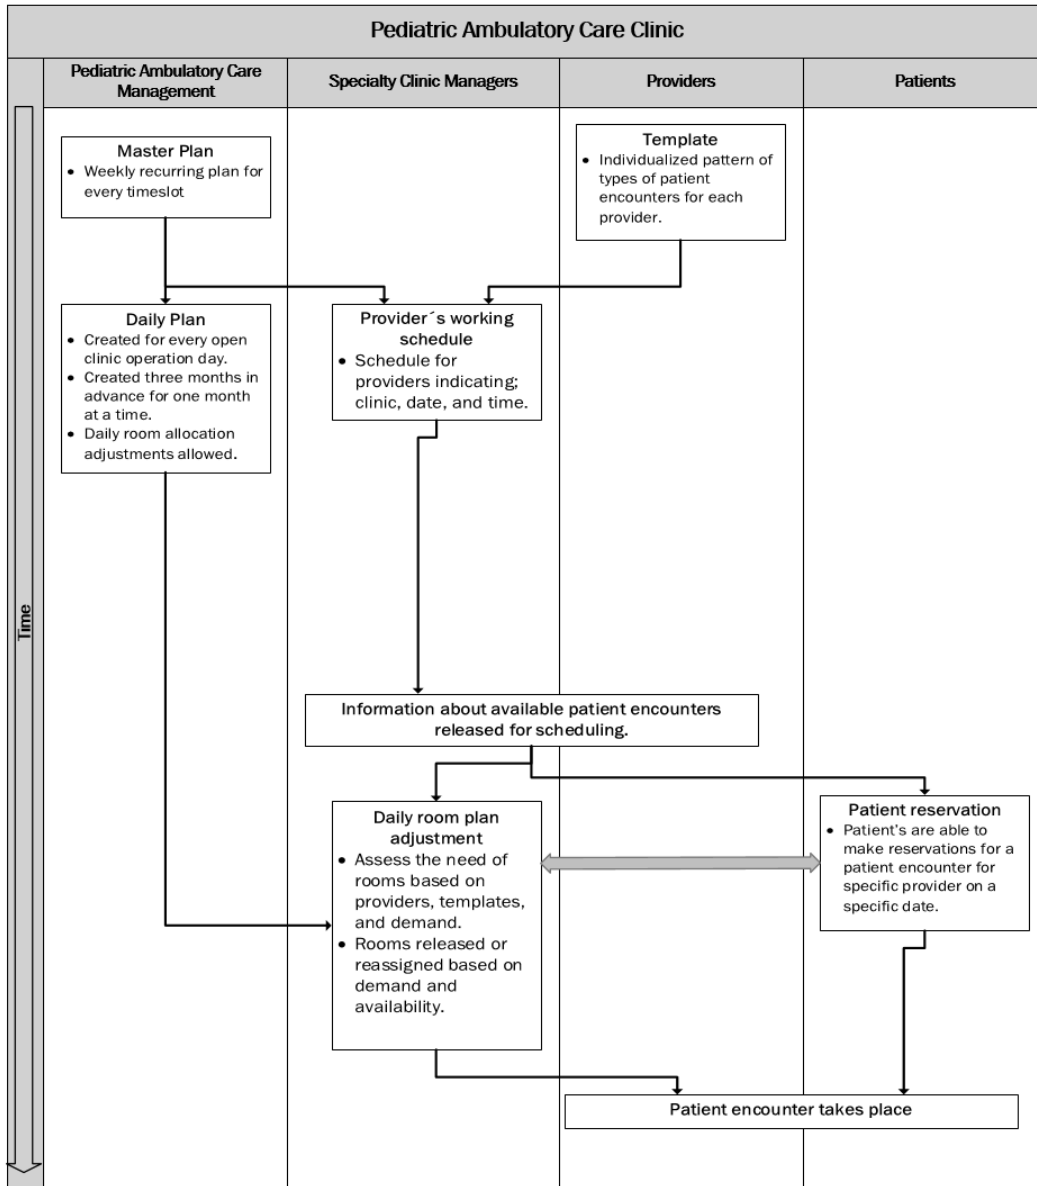 Pediatric Ambulatory Care Clinic
Pediatric Ambulatory Care
Management
Specialty Clinic Managers
Providers
Patients
Time
Master Plan
• Weekly recurring plan for
every timeslot
Template
• Individualized pattern of
types of patient
encounters for each
provider.
Daily Plan
• Created for every open
clinic operation day.
• Created three months in
advance for one month
at a time.
• Daily room allocation
adjustments allowed.
Provider´s working
schedule
• Schedule for
providers indicating;
clinic, date, and time.
Information about available patient encounters
released for scheduling.
Daily room plan
adjustment
• Assess the need of
rooms based on
providers, templates,
and demand.
• Rooms released or
reassigned based on
demand and
availability.
Patient reservation
• Patient's are able to
make reservations for a
patient encounter for
specific provider on a
specific date.
Patient encounter takes place